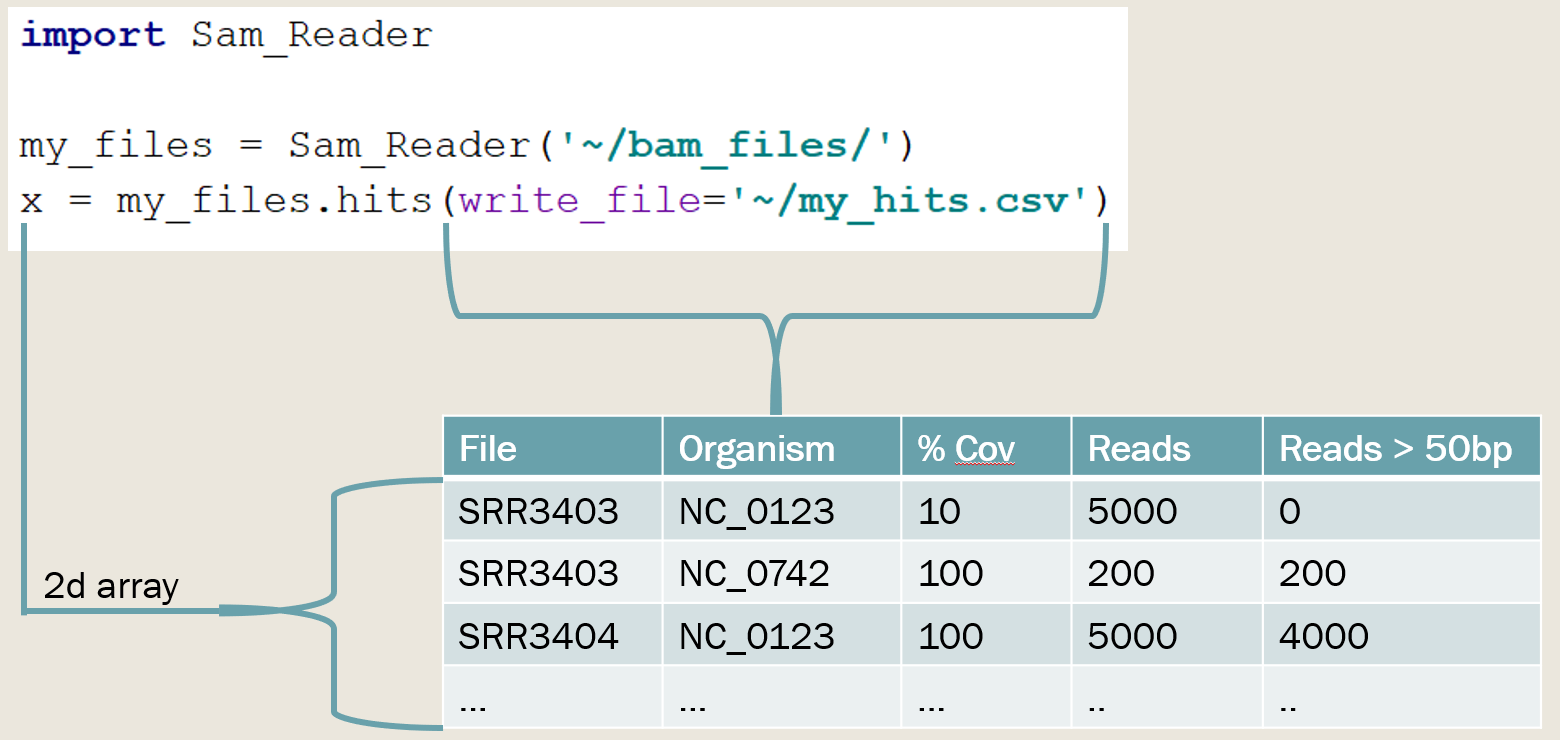 import Sam_Reader
my_files = Sam_Reader('~/bam_files/')
x = my_files.hits(write_file='~/my_hits.csv')
File Organism % Cov Reads Reads > 50bp
SRR3403 NC_0123 10 5000 0
SRR3403 NC_0742 100 200 200
2d array
SRR3404 NC_0123 100 5000 4000
... ... ... .. ..